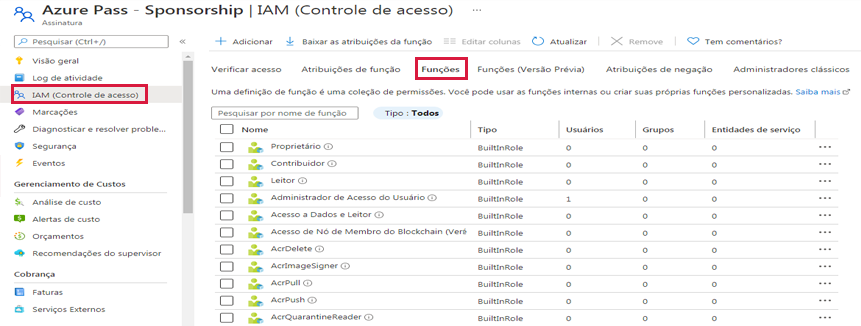 Azure Pass - Sponsorship | IAM (Controle de acesso) ...
Assinatura
Pesquisar (Ctrl+/) «
Visão geral
Log de atividade
IAM (Controle de acesso)
Marcações
Diagnosticar e resolver proble...
Segurança
Eventos
Gerenciamento de Custos
Análise de custo
Alertas de custo
Orçamentos
Recomendações do supervisor
Cobrança
Faturas
Serviços Externos
+ Adicionar Baixar as atribuições da função Editar colunas Atualizar Remove Tem comentários?
Verificar acesso Atribuições de função Funções Funções (Versão Prévia) Atribuições de negação Administradores clássicos
Uma definição de função é uma coleção de permissões. Você pode usar as funções internas ou criar suas próprias funções personalizadas. Saiba mais
Pesquisar por nome de função Tipo : Todos
Nome Tipo Usuários Grupos Entidades de serviço
Proprietário BuiltInRole 0 0 0 ...
Contribuidor BuiltInRole 0 0 0 ...
Leitor BuiltInRole 0 0 0 ...
Administrador de Acesso do Usuário BuiltInRole 1 0 0 ...
Acesso a Dados e Leitor BuiltInRole 0 0 0 ...
Acesso de Nó de Membro do Blockchain (Ver BuiltInRole 0 0 0 ...
AcrDelete BuiltInRole 0 0 0 ...
AcrImageSigner BuiltInRole 0 0 0 ...
AcrPull BuiltInRole 0 0 0 ...
AcrPush BuiltInRole 0 0 0 ...
AcrQuarantineReader BuiltInRole 0 0 0 ...